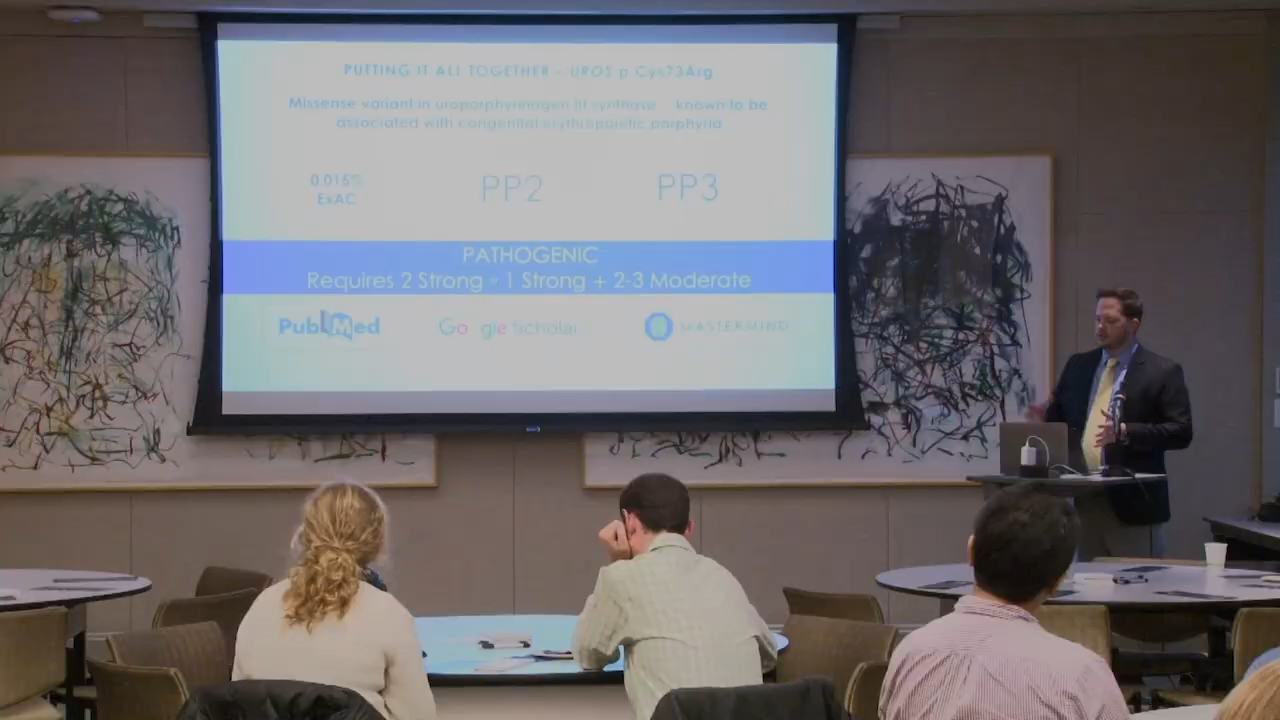 PUTTING IT ALL TOGETHER - UROS p.Cys73Arg
Missense variant in uroporphyrinogen III synthase known to be
associated with congenital erythropoietic porphyria
0.015%
ExAC
PP2
PP3
PATHOGENIC
Requires 2 Strong 1 Strong + 2-3 Moderate
PubMed
Google Scholar
MASTERMIND